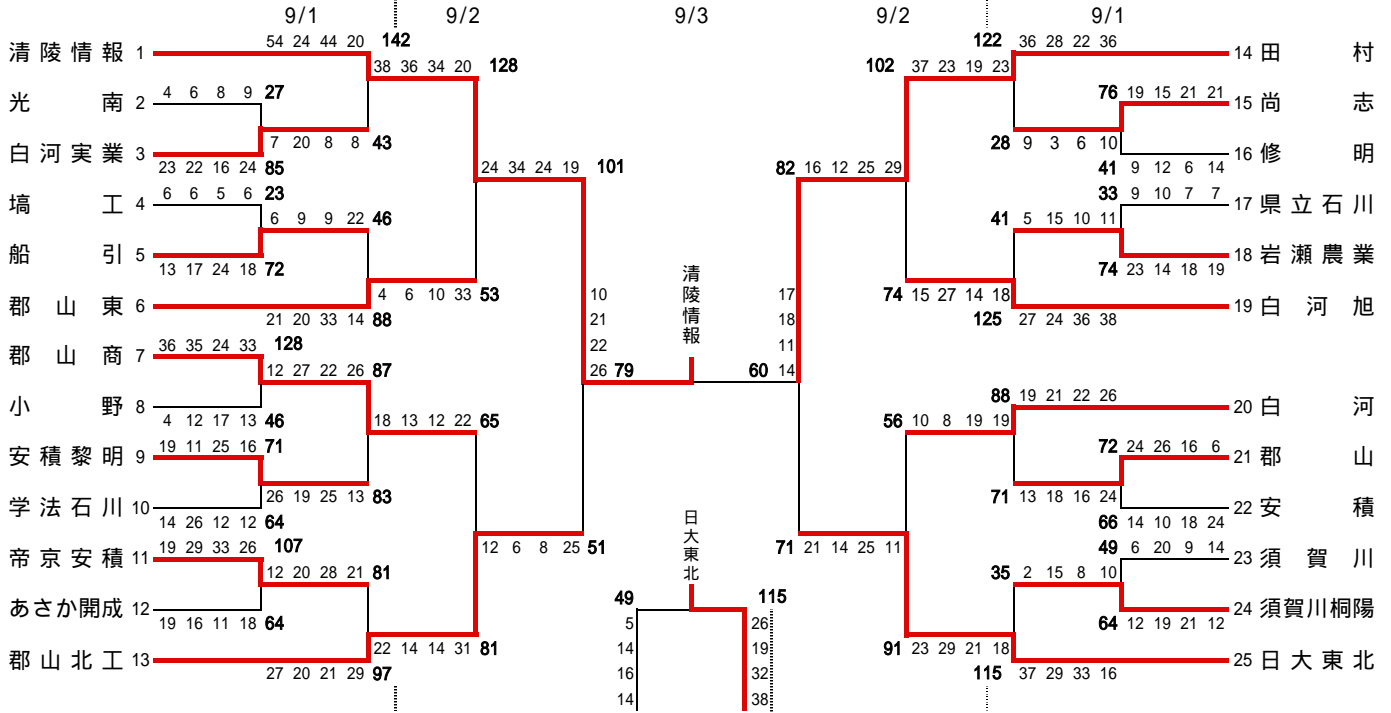 9/1 9/2 9/3 9/2 9/1
54 24 44 20 142 122 36 28 22 36
清陵情報 1 14 田村
38 36 34 20 128 102 37 23 19 23
4 6 8 9 27 76 19 15 21 21
光南 2 15 尚志
7 20 8 8 43 28 9 3 6 10
白河実業 3 16 修明
23 22 16 24 85 24 34 24 19 101 82 16 12 25 29 41 9 12 6 14
6 6 5 6 23 33 9 10 7 7
塙工 4 17 県立石川
6 9 9 22 46 41 5 15 10 11
船引 5 18 岩瀬農業
13 17 24 18 72 74 23 14 18 19
清陵情報
4 6 10 33 53 10 17 74 15 27 14 18
郡山東 6 19 白河旭
21 20 33 14 88 21 18 125 27 24 36 38
36 35 24 33 128 22 11
郡山商 7
12 27 22 26 87 26 79 60 14
88 19 21 22 26
小野 8 20 白河
4 12 17 13 46 18 13 12 22 65 56 10 8 19 19
19 11 25 16 71 72 24 26 16 6
安積黎明 9 21 郡山
26 19 25 13 83 71 13 18 16 24
学法石川 10 22 安積
14 26 12 12 64 66 14 10 18 24
日大東北
19 29 33 26 107 12 6 8 25 51 71 21 14 25 11 49 6 20 9 14
帝京安積 11 23 須賀川
12 20 28 21 81 35 2 15 8 10
あさか開成 12 49 115 24 須賀川桐陽
19 16 11 18 64 5 26 64 12 19 21 12
22 14 14 31 81 14 19 91 23 29 21 18
郡山北工 13 25 日大東北
27 20 21 29 97 16 32 115 37 29 33 16
14 38